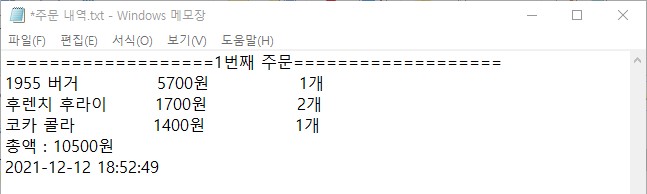 *주문 내역.txt - Windows 메모장
파일(F) 편집(E) 서식(O) 보기(V) 도움말(H)
===================1번째 주문===================
1955 버거 5700원 1개
후렌치 후라이 1700원 2개
코카 콜라 1400원 1개
총액 : 10500원
2021-12-12 18:52:49